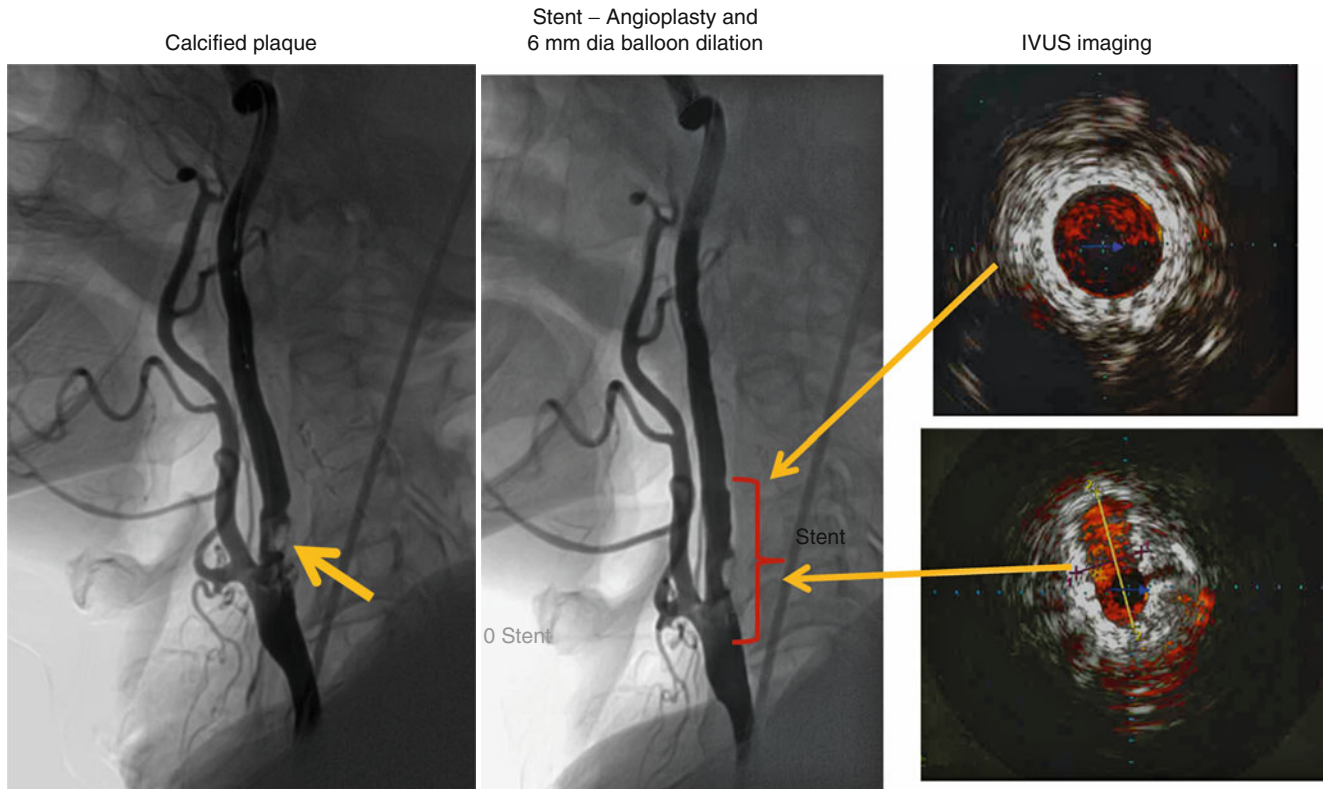 Calcified plaque
Stent – Angioplasty and
6 mm dia balloon dilation
IVUS imaging
Stent
0 Stent